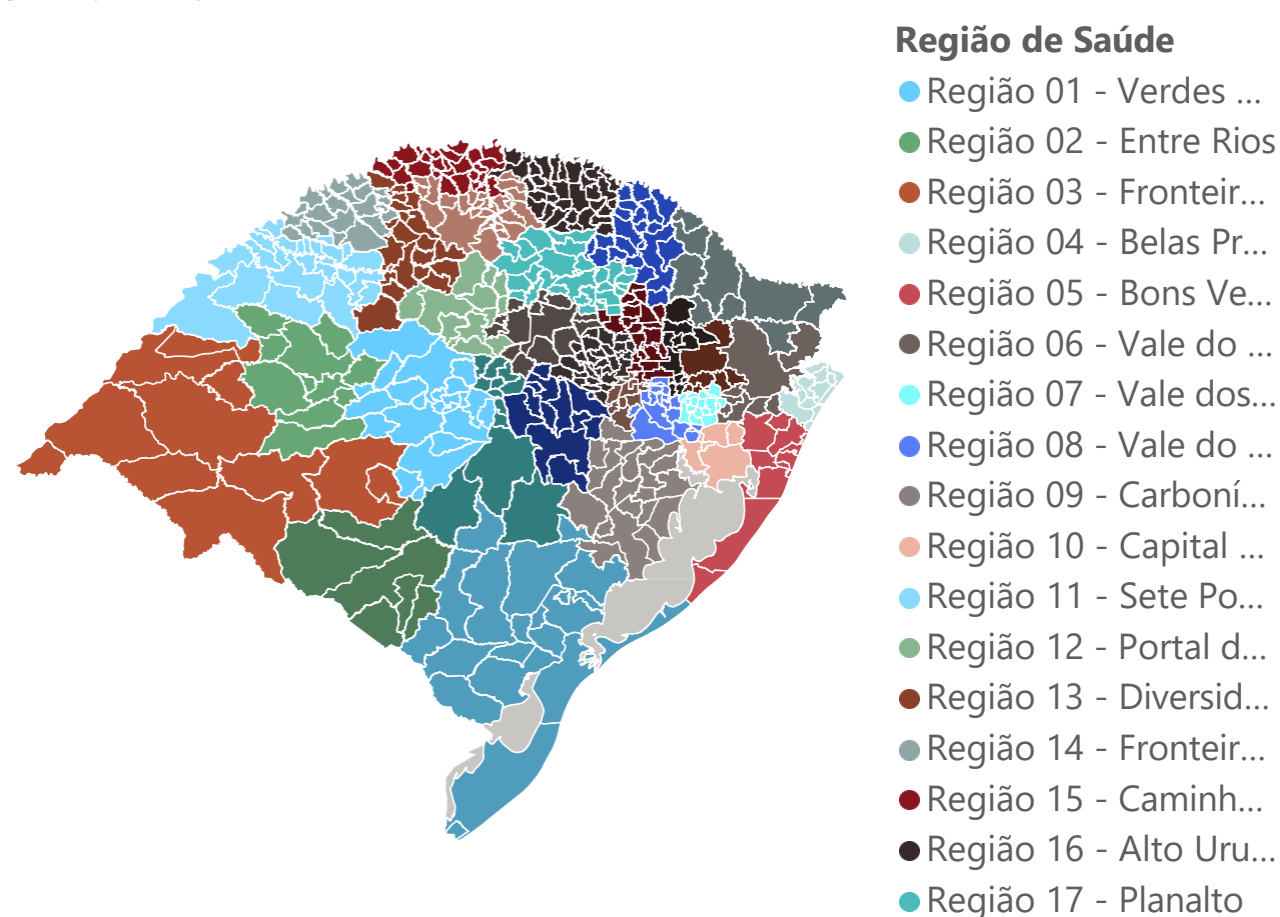 Região de Saúde
Região 01 - Verdes ...
Região 02 - Entre Rios
Região 03 - Fronteir...
Região 04 - Belas Pr...
Região 05 - Bons Ve...
Região 06 - Vale do ...
Região 07 - Vale dos...
Região 08 - Vale do ...
Região 09 - Carboní...
Região 10 - Capital ...
Região 11 - Sete Po...
Região 12 - Portal d...
Região 13 - Diversid...
Região 14 - Fronteir...
Região 15 - Caminh...
Região 16 - Alto Uru...
Região 17 - Planalto